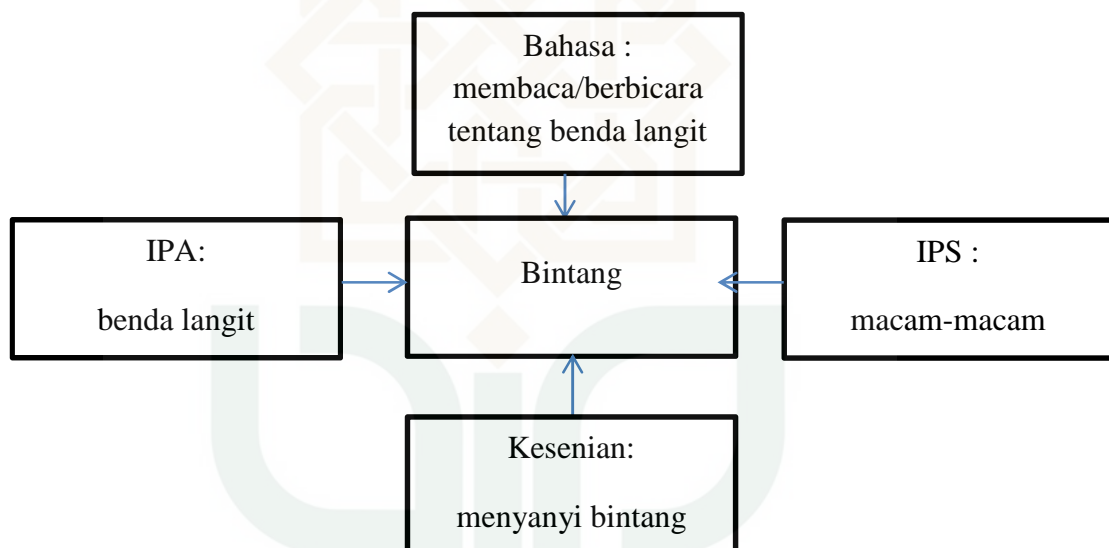 Bahasa :
membaca/berbicara
tentang benda langit
IPA:
benda langit
Bintang
IPS :
macam-macam
Kesenian:
menyanyi bintang